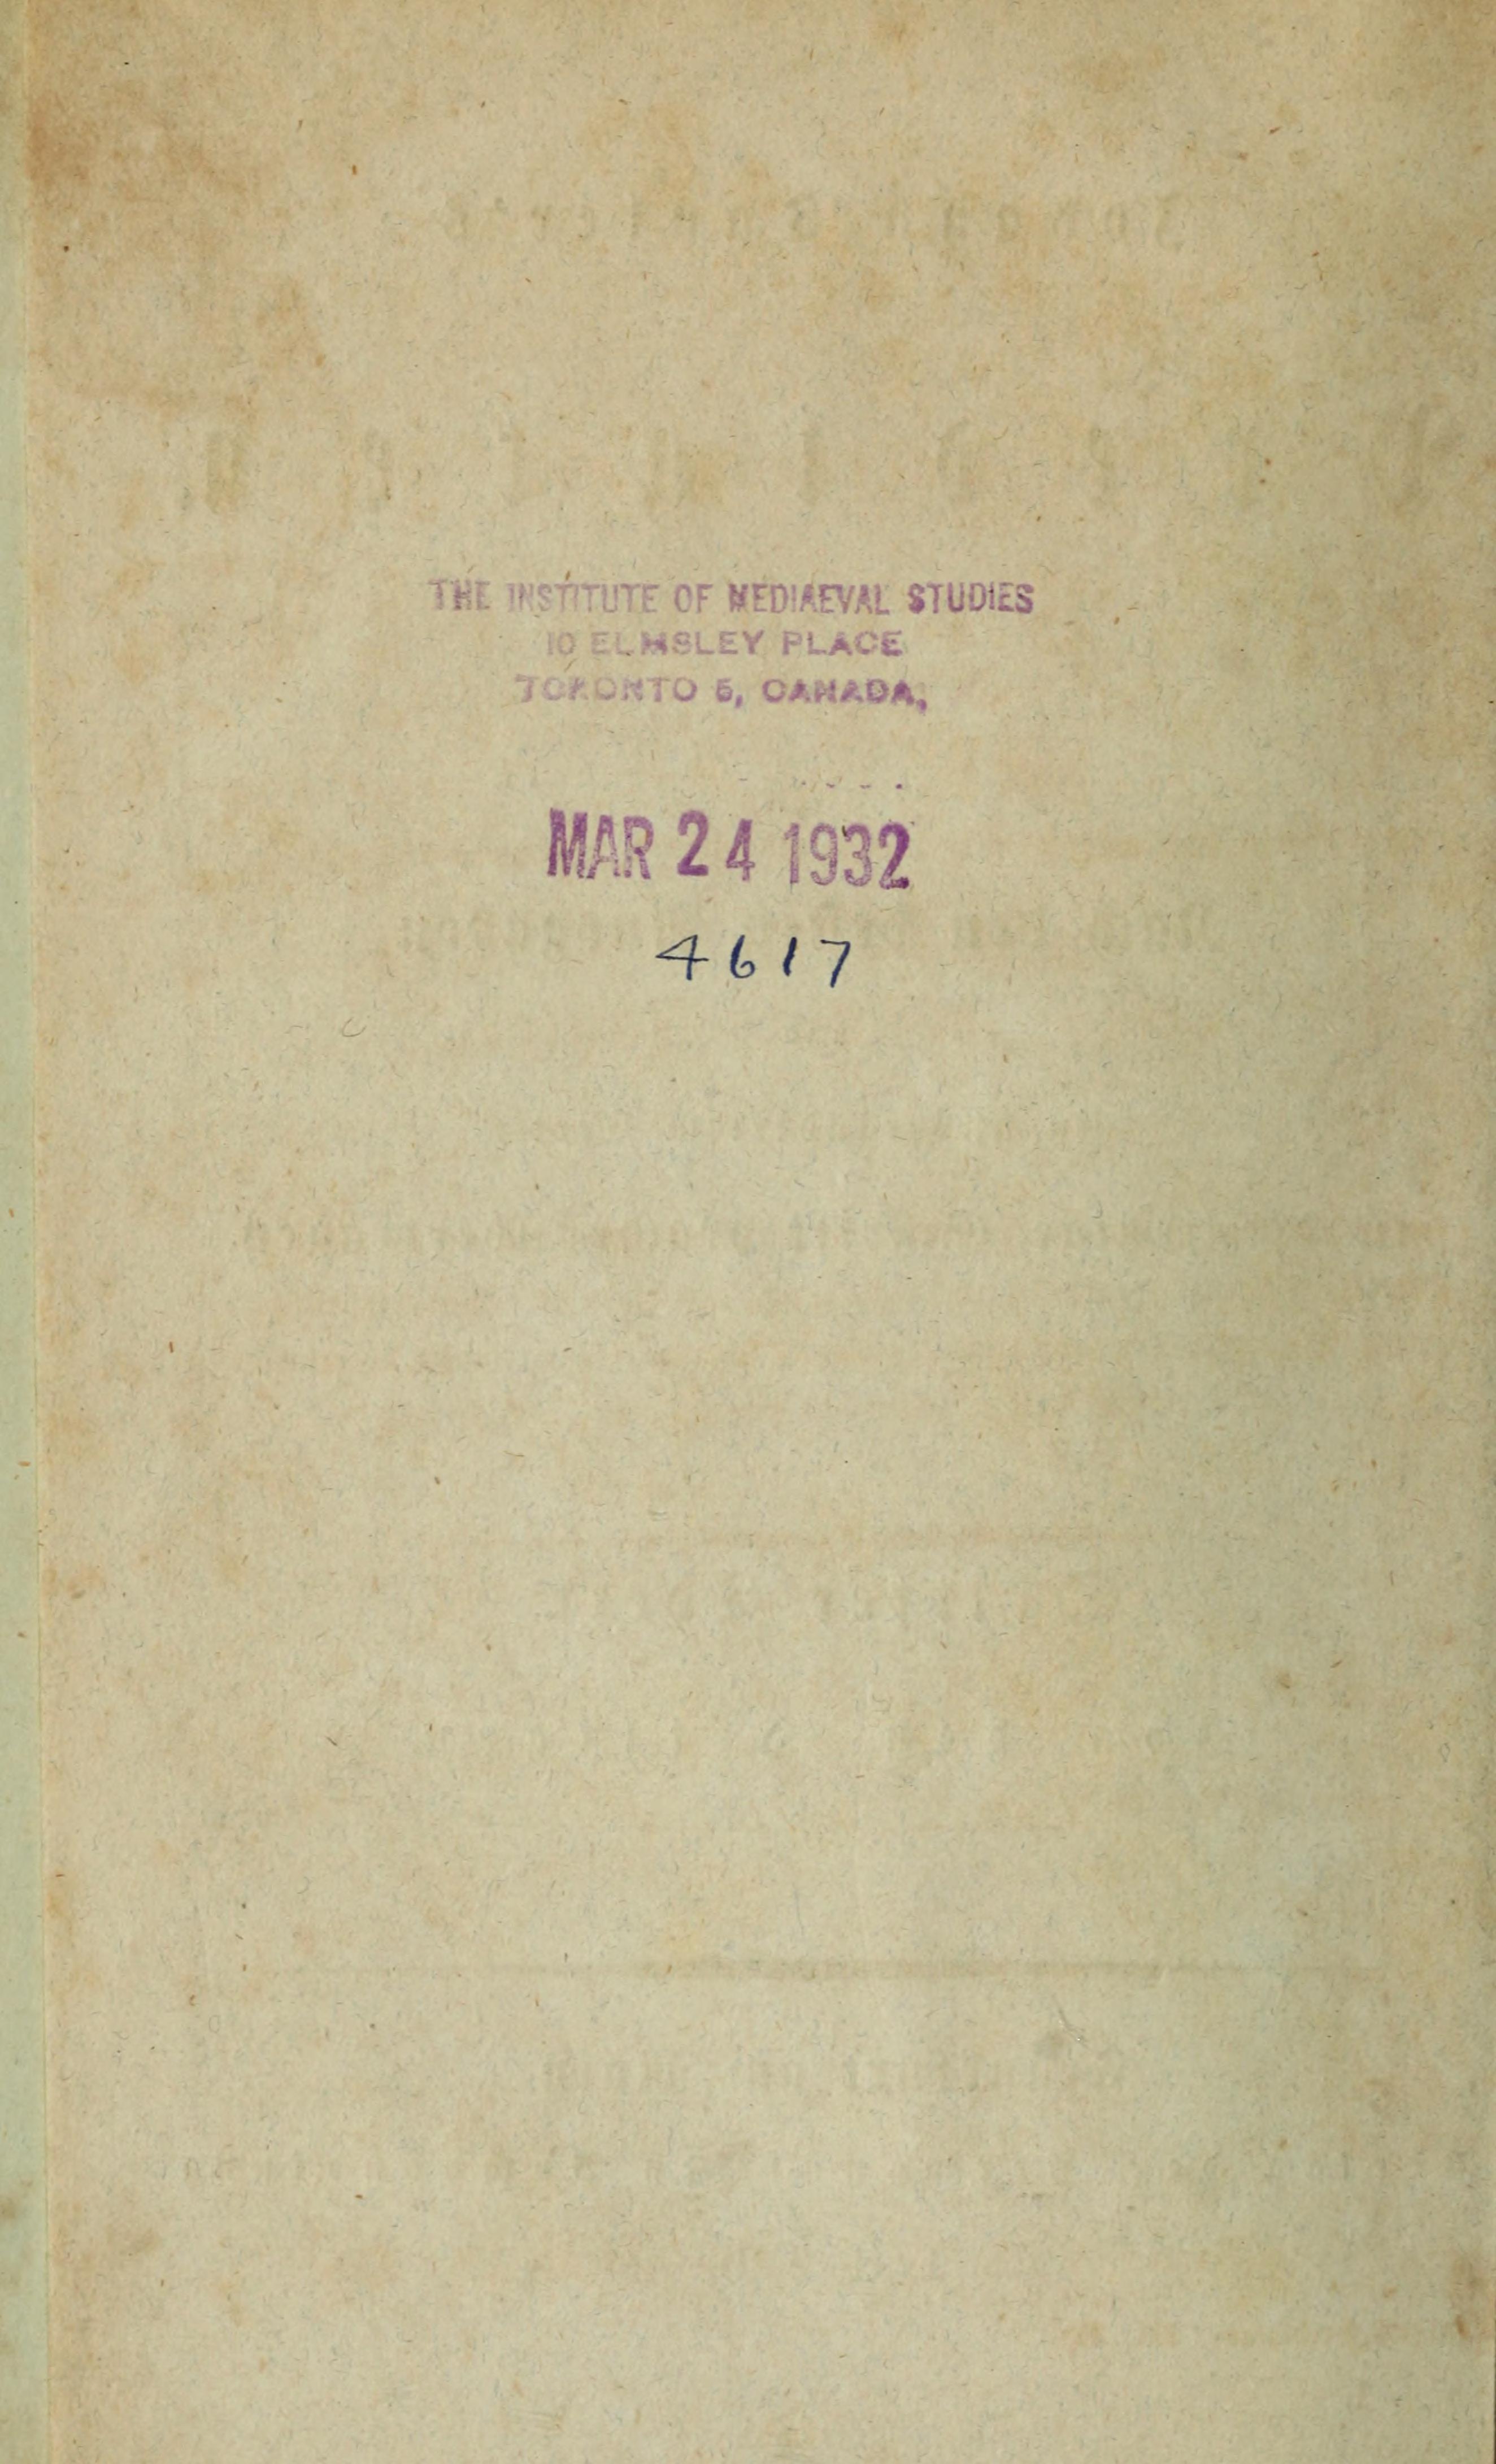 THE INSTITUTE OF MEDIAEVAL STUDIES
10 ELMSLEY PLACE
TORONTO 5, CANADA,
MAR 24 1932
4617